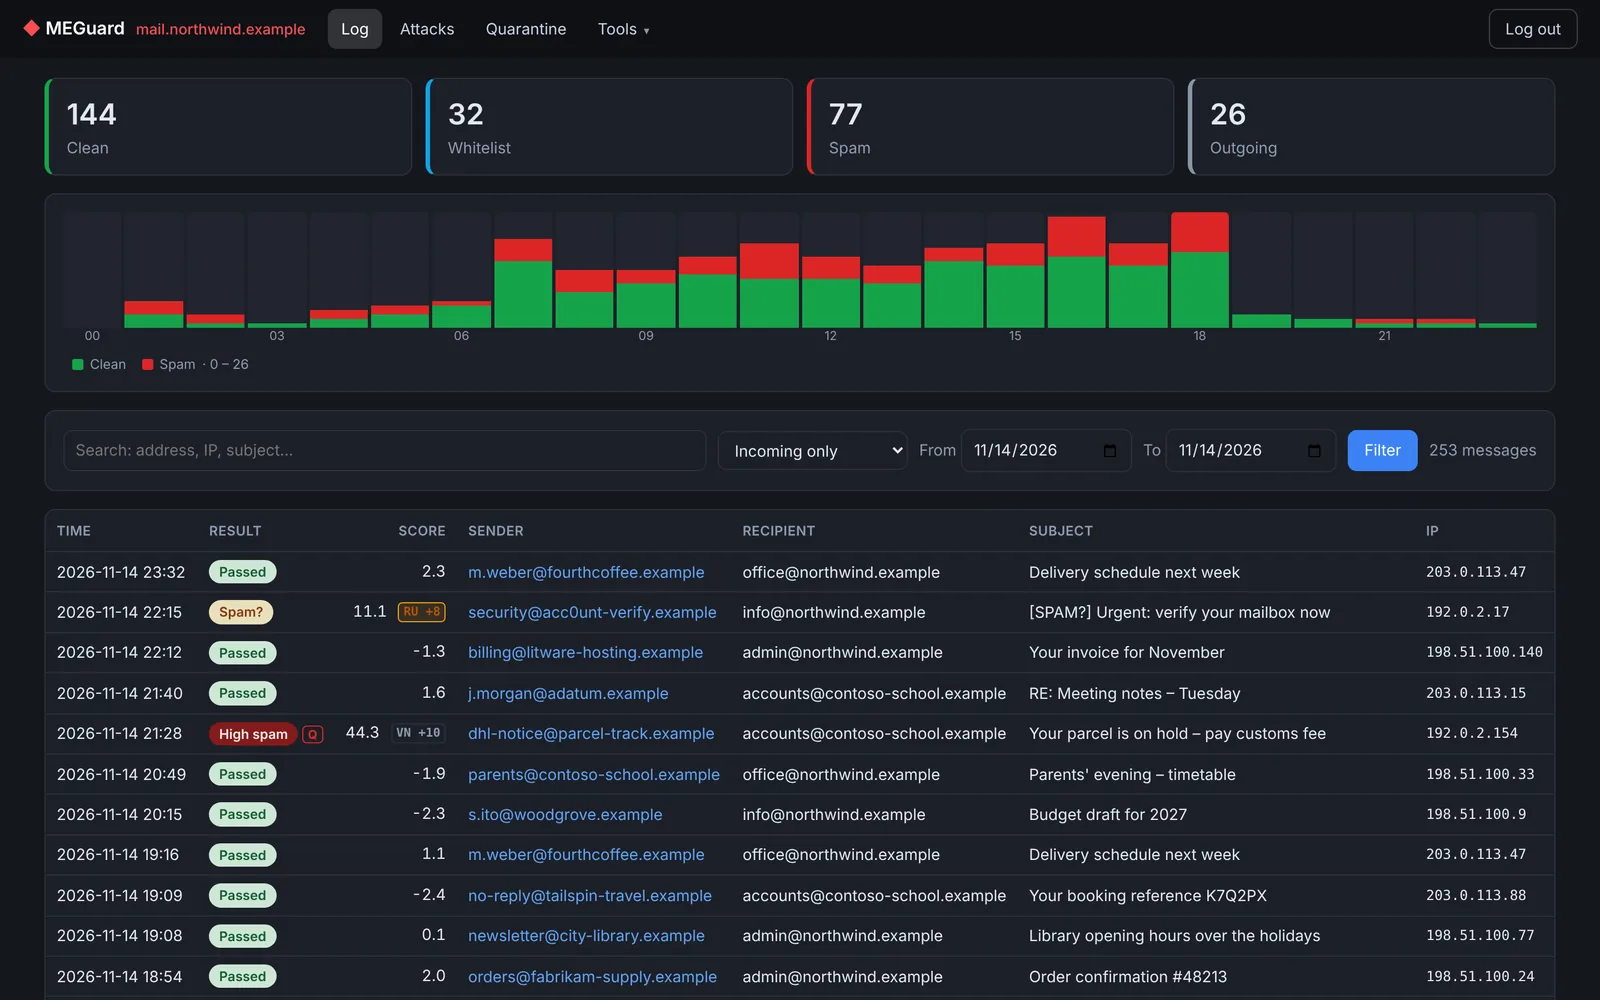 MEGuard mail.northwind.example Log Attacks Quarantine Tools ▾ Log out
144 32 77 26
Clean Whitelist Spam Outgoing
00 03 06 09 12 15 18 21
Clean Spam · 0 – 26
Search: address, IP, subject... Incoming only From 11/14/2026 To 11/14/2026 Filter 253 messages
TIME RESULT SCORE SENDER RECIPIENT SUBJECT IP
2026-11-14 23:32 Passed 2.3 m.weber@fourthcoffee.example office@northwind.example Delivery schedule next week 203.0.113.47
2026-11-14 22:15 Spam? 11.1 RU +8 security@acc0unt-verify.example info@northwind.example [SPAM?] Urgent: verify your mailbox now 192.0.2.17
2026-11-14 22:12 Passed -1.3 billing@litware-hosting.example admin@northwind.example Your invoice for November 198.51.100.140
2026-11-14 21:40 Passed 1.6 j.morgan@adatum.example accounts@contoso-school.example RE: Meeting notes – Tuesday 203.0.113.15
2026-11-14 21:28 High spam Q 44.3 VN +10 dhl-notice@parcel-track.example accounts@contoso-school.example Your parcel is on hold – pay customs fee 192.0.2.154
2026-11-14 20:49 Passed -1.9 parents@contoso-school.example office@northwind.example Parents' evening – timetable 198.51.100.33
2026-11-14 20:15 Passed -2.3 s.ito@woodgrove.example info@northwind.example Budget draft for 2027 198.51.100.9
2026-11-14 19:16 Passed 1.1 m.weber@fourthcoffee.example office@northwind.example Delivery schedule next week 203.0.113.47
2026-11-14 19:09 Passed -2.4 no-reply@tailspin-travel.example accounts@contoso-school.example Your booking reference K7Q2PX 203.0.113.88
2026-11-14 19:08 Passed 0.1 newsletter@city-library.example admin@northwind.example Library opening hours over the holidays 198.51.100.77
2026-11-14 18:54 Passed 2.0 orders@fabrikam-supply.example admin@northwind.example Order confirmation #48213 198.51.100.24